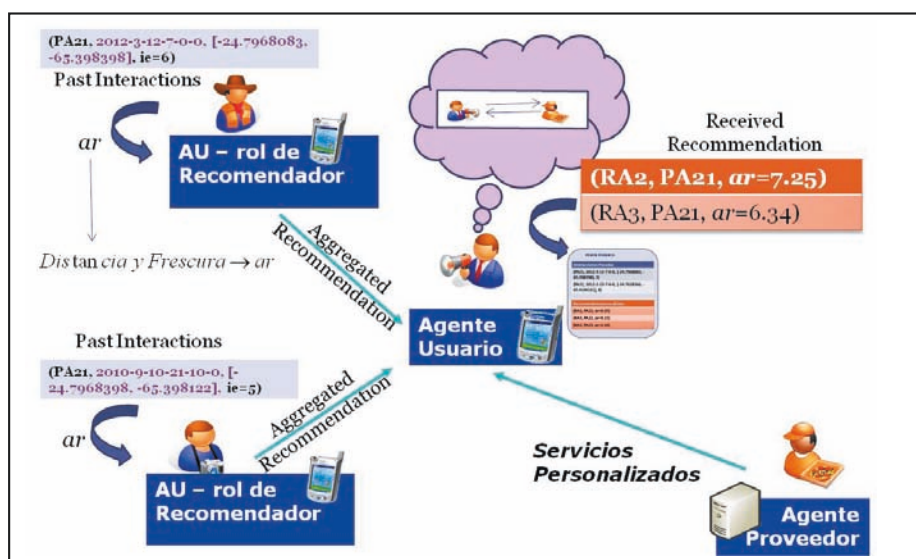 (PA21, 2012-3-12-7-0-0, [-24.7968083,
-65.398398], ie=6)
Past Interactions
ar
AU – rol de
Recomendador
Distancia y Frescura → ar
Aggregated
Recommendation
Received
Recommendation
(RA2, PA21, ar=7.25)
(RA3, PA21, ar=6.34)
Agente
Usuario
Past Interactions
(PA21, 2010-9-10-21-10-0, [-
24.7968398, -65.398122], ie=5)
ar
AU – rol de
Recomendador
Aggregated
Recommendation
Servicios
Personalizados
Agente
Proveedor